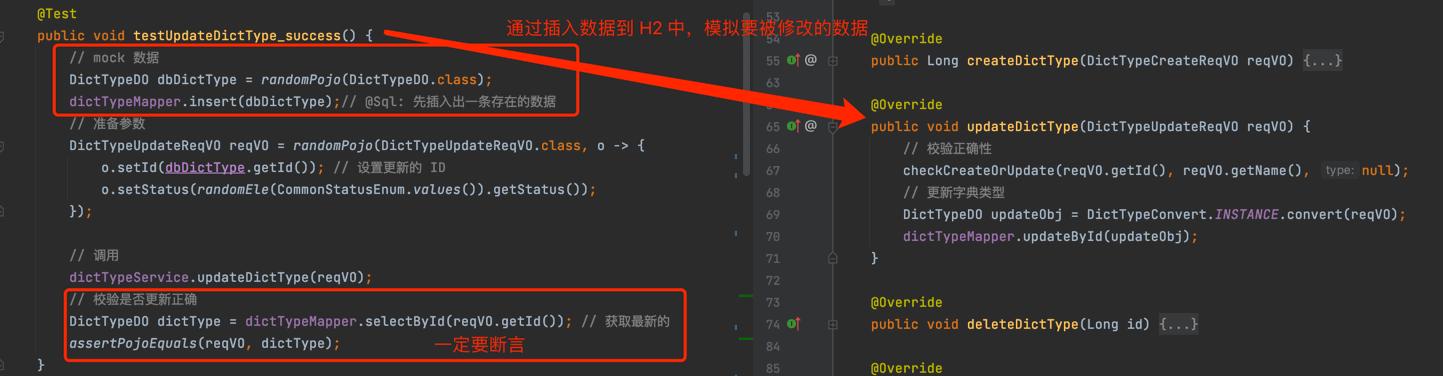 @Test
public void testUpdateDictType_success() {
// mock 数据
DictTypeDO dbDictType = randomPojo(DictTypeDO.class);
dictTypeMapper.insert(dbDictType);// @Sql: 先插入出一条存在的数据
// 准备参数
DictTypeUpdateReqVO reqVO = randomPojo(DictTypeUpdateReqVO.class, o -> {
o.setId(dbDictType.getId()); // 设置更新的 ID
o.setStatus(randomEle(CommonStatusEnum.values()).getStatus());
});
// 调用
dictTypeService.updateDictType(reqVO);
// 校验是否更新正确
DictTypeDO dictType = dictTypeMapper.selectById(reqVO.getId()); // 获取最新的
assertPojoEquals(reqVO, dictType);
一定要断言
}
通过插入数据到 H2 中，模拟要被修改的数据
53
54 @Override
55 @ public Long createDictType(DictTypeCreateReqVO reqVO) {...}
63
@Override
65 @ public void updateDictType(DictTypeUpdateReqVO reqVO) {
66 // 校验正确性
67 checkCreateOrUpdate(reqVO.getId(), reqVO.getName(), type: null);
68 // 更新字典类型
69 DictTypeDO updateObj = DictTypeConvert.INSTANCE.convert(reqVO);
70 dictTypeMapper.updateById(updateObj);
71 }
72
73 @Override
74 public void deleteDictType(Long id) {...}
84
85 @Override